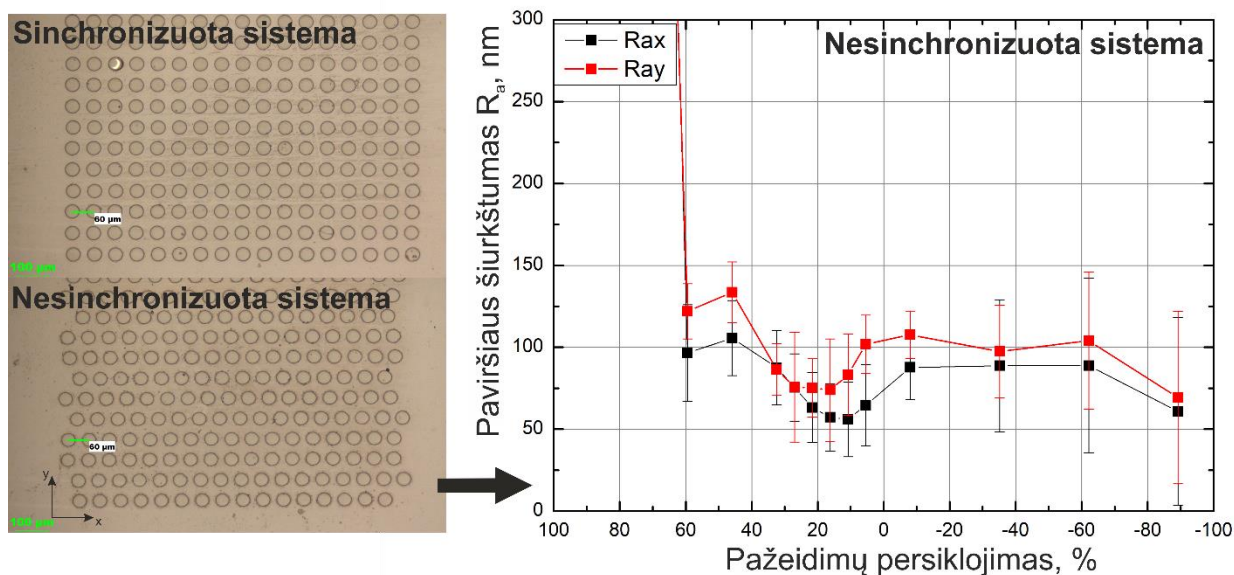 Sinchronizuota sistema
60 µm
100 µm
Nesinchronizuota sistema
60 µm
y
x
100 µm
Nesinchronizuota sistema
Rax
Ray
Paviršiaus šiurkštumas Ra, nm
300
250
200
150
100
50
0
100 80 60 40 20 0 -20 -40 -60 -80 -100
Pažeidimų persiklojimas, %